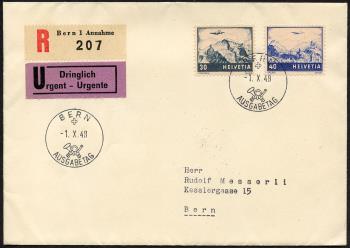 R
Bern 1 Annahme
207
U
Dringlich
Urgent - Urgente
30
HELVETIA
40
HELVETIA
BERN
-1.X.48
AUSGABETAG
-1.X.48
AUSGABETAG
Herr
Rudolf Messerli
Kesslergasse 15
Bern